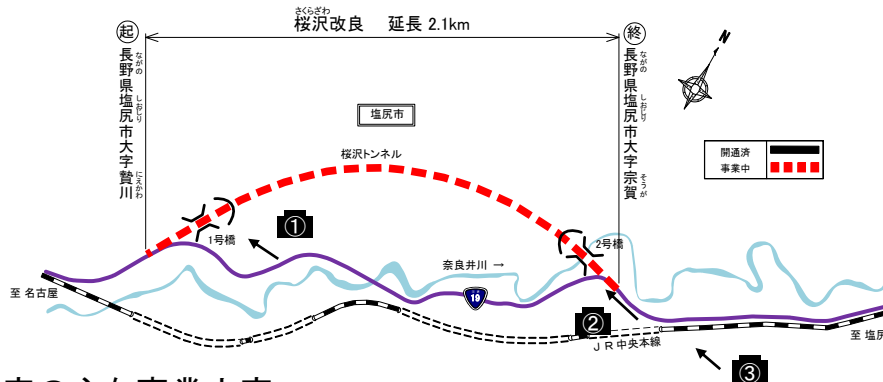 さくらざわ
桜沢改良 延長 2.1km
起
長野県塩尻市大字贄川
ながの しおじり にえかわ
終
長野県塩尻市大字宗賀
ながの しおじり そうが
N
塩尻市
開通済
事業中
桜沢トンネル
1号橋
①
2号橋
奈良井川 →
至 名古屋
19
②
JR中央本線
至 塩尻
③